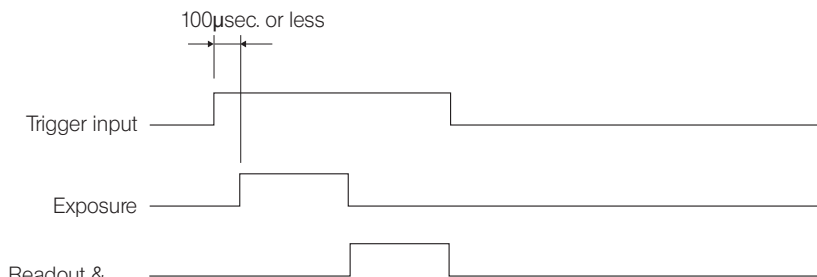 100µsec. or less
Trigger input
Exposure
Readout &